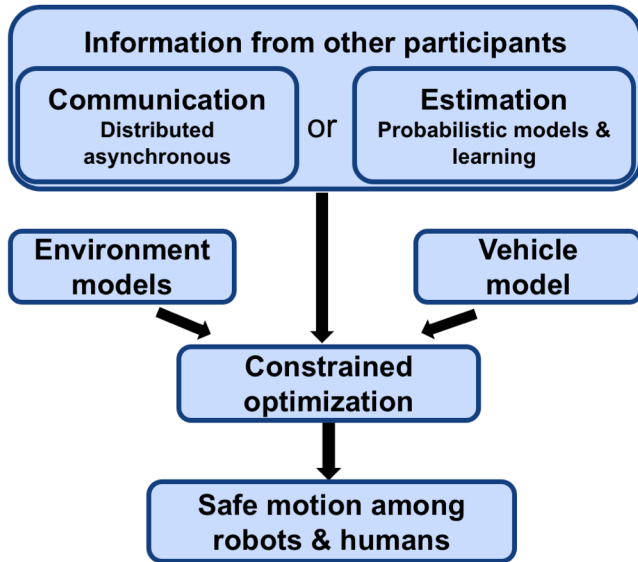 Information from other participants
Communication
Distributed
asynchronous
or
Estimation
Probabilistic models &
learning
Environment
models
Vehicle
model
Constrained
optimization
Safe motion among
robots & humans